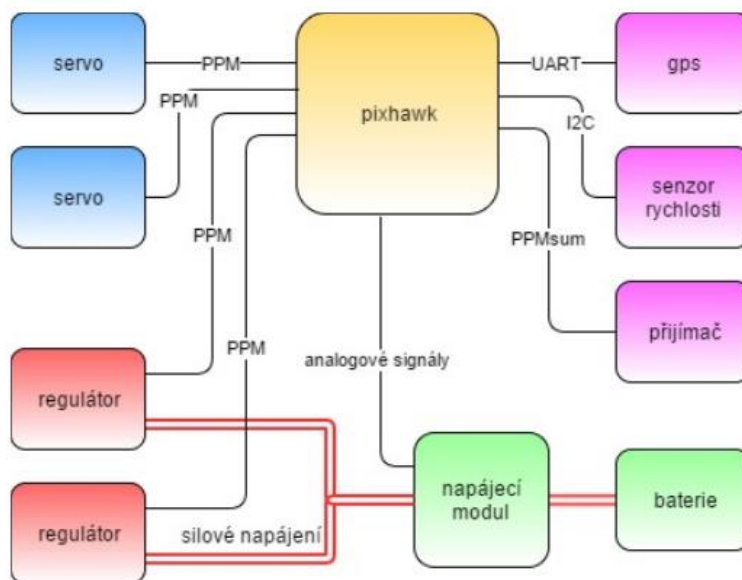 servo
PPM
pixhawk
UART
gps
PPM
I2C
servo
senzor
rychlosti
PPM
PPMsum
přijímač
PPM
analogové signály
regulátor
napájecí
modul
baterie
regulátor
silové napájení